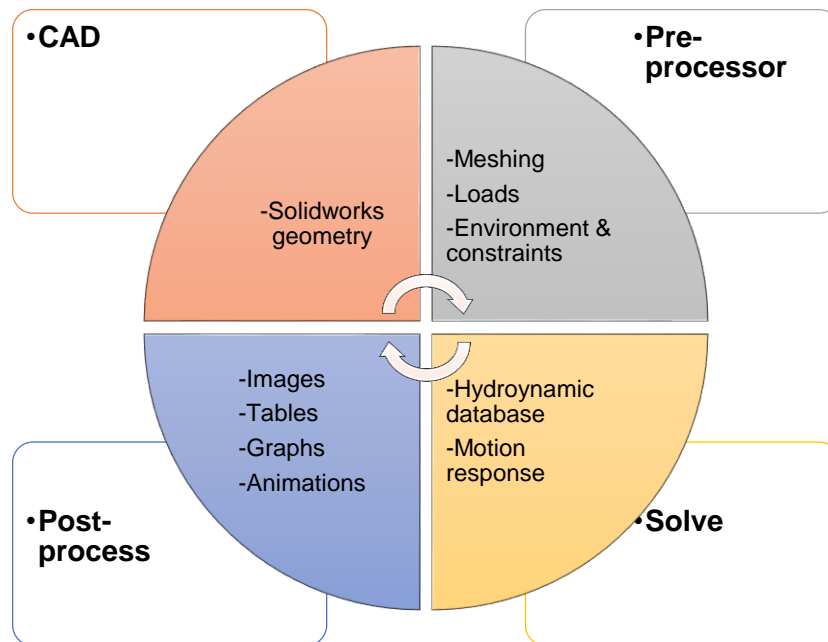 •CAD
-Solidworks
geometry
•Pre-
processor
-Meshing
-Loads
-Environment &
constraints
-Images
-Tables
-Graphs
-Animations
•Post-
process
-Hydroynamic
database
-Motion
response
•Solve